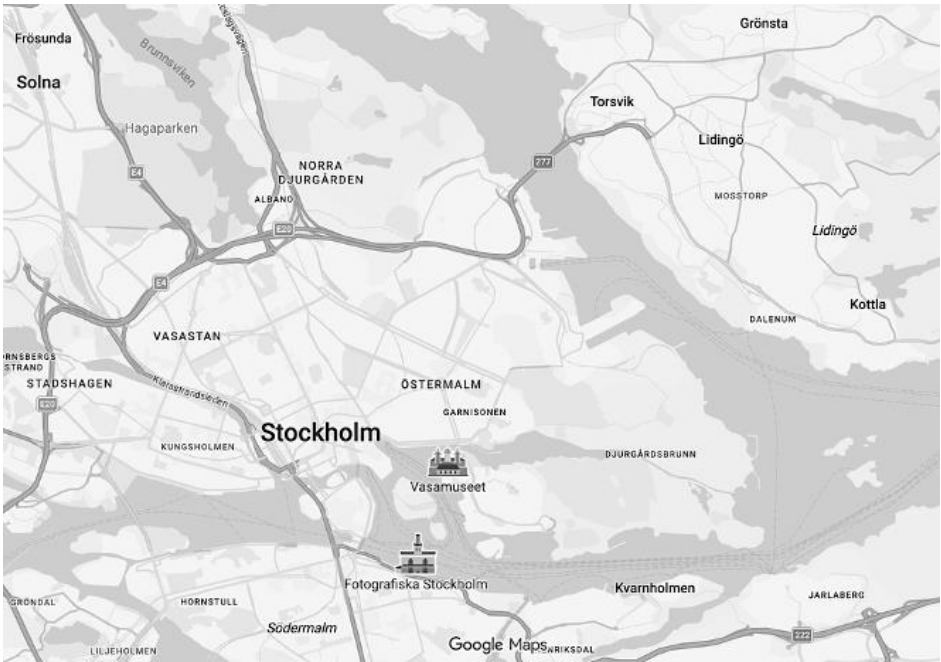 Grönsta
Frösunda
Brunnsviken
Solna
Torsvik
Hagaparken
Lidingö
277
NORRA
DJURGÅRDEN
E4
MOSSTORP
ALBANO
E20
Lidingö
E4
Kottla
DALENUM
VASASTAN
STRAND
STADSHAGEN
Klarastrandsleden
ÖSTERMALM
E20
GARNISONEN
Stockholm
KUNGSHOLMEN
DJURGÅRDSBRUNN
Vasamuseet
Fotografiska Stockholm
Kvarnholmen
JARLABERG
GRÖNDAL
HORNSTULL
Södermalm
222
Google Maps
LILJEHOLMEN